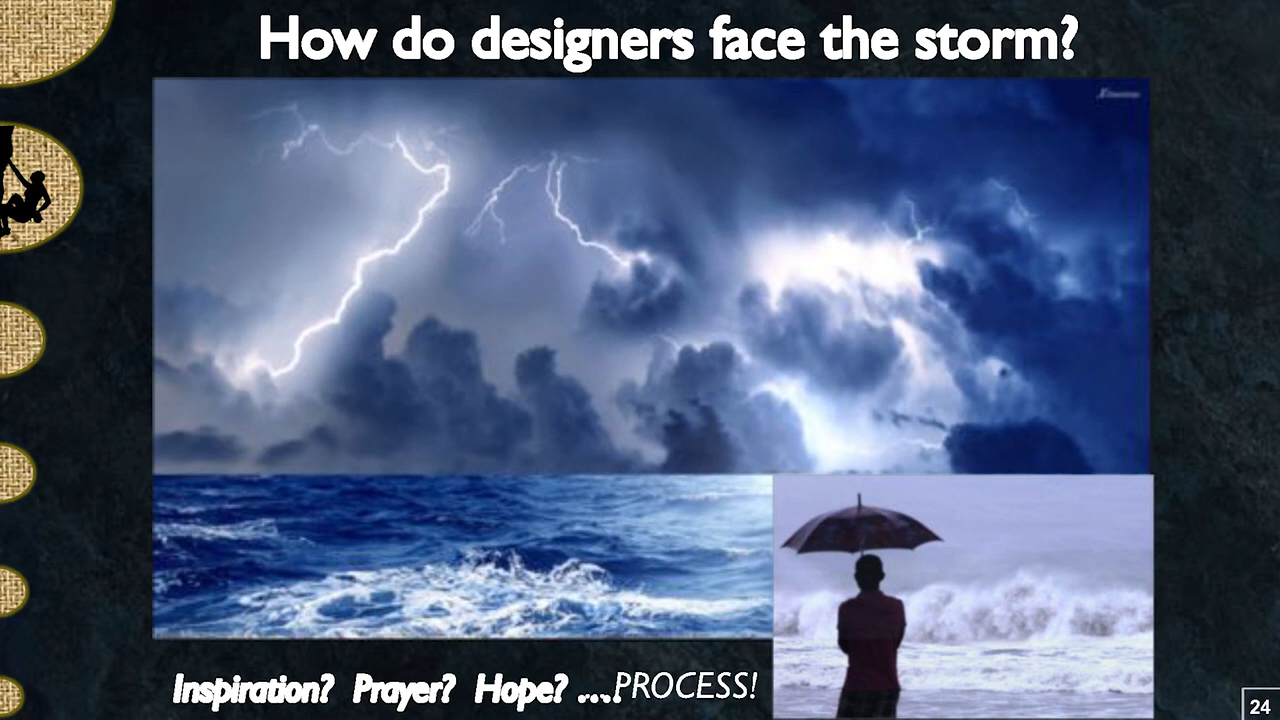 How do designers face the storm?
Inspiration? Prayer? Hope? ....PROCESS!
24